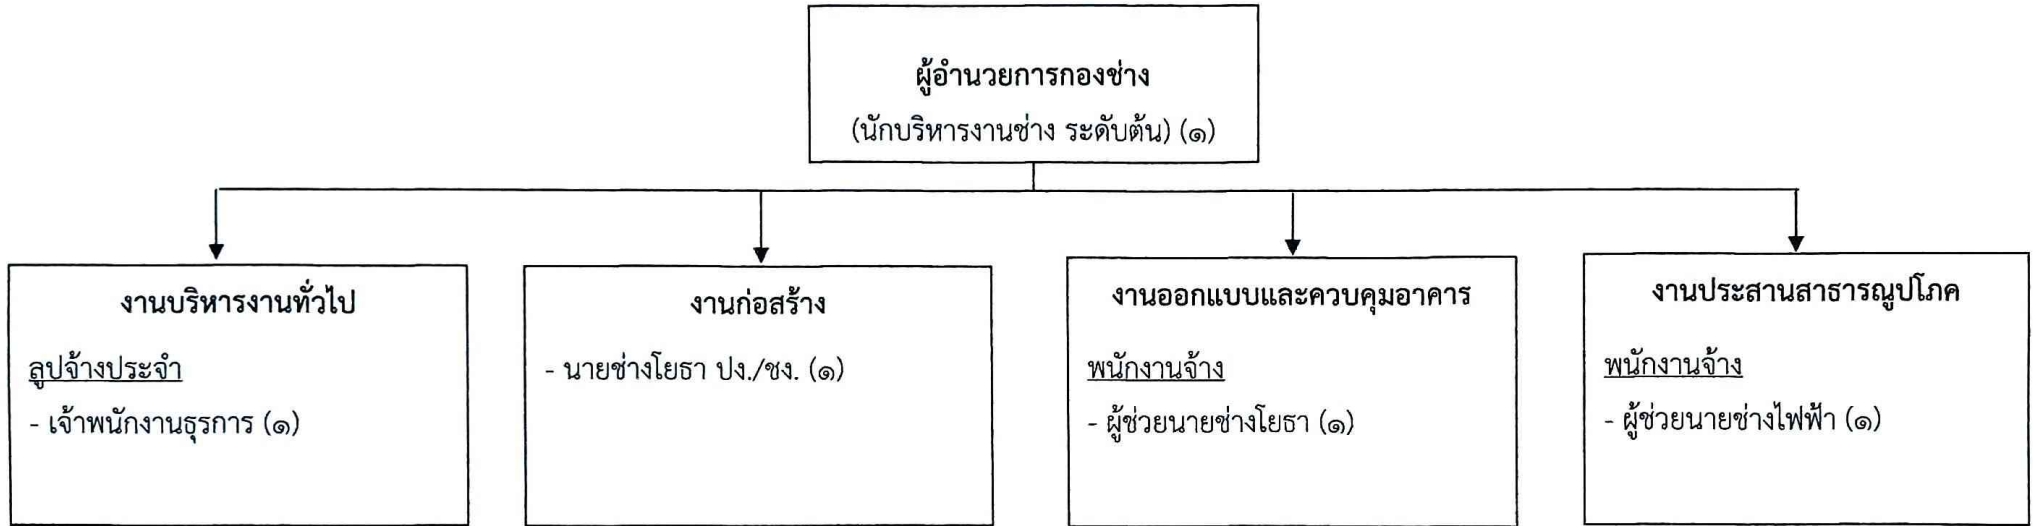 ผู้อำนวยการกองช่าง
(นักบริหารงานช่าง ระดับต้น) (๑)
งานบริหารงานทั่วไป
ลูปจ้างประจำ
- เจ้าพนักงานธุรการ (๑)
งานก่อสร้าง
- นายช่างโยธา ปง./ชง. (๑)
งานออกแบบและควบคุมอาคาร
พนักงานจ้าง
- ผู้ช่วยนายช่างโยธา (๑)
งานประสานสาธารณูปโภค
พนักงานจ้าง
- ผู้ช่วยนายช่างไฟฟ้า (๑)